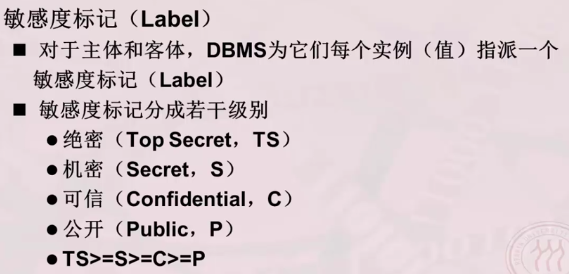 敏感度标记（Label）
■ 对于主体和客体，DBMS为它们每个实例（值）指派一个
敏感度标记（Label）
■ 敏感度标记分成若干级别
●绝密（Top Secret，TS）
●机密（Secret，S）
●可信（Confidential，C）
●公开（Public，P）
●TS>=S>=C>=P